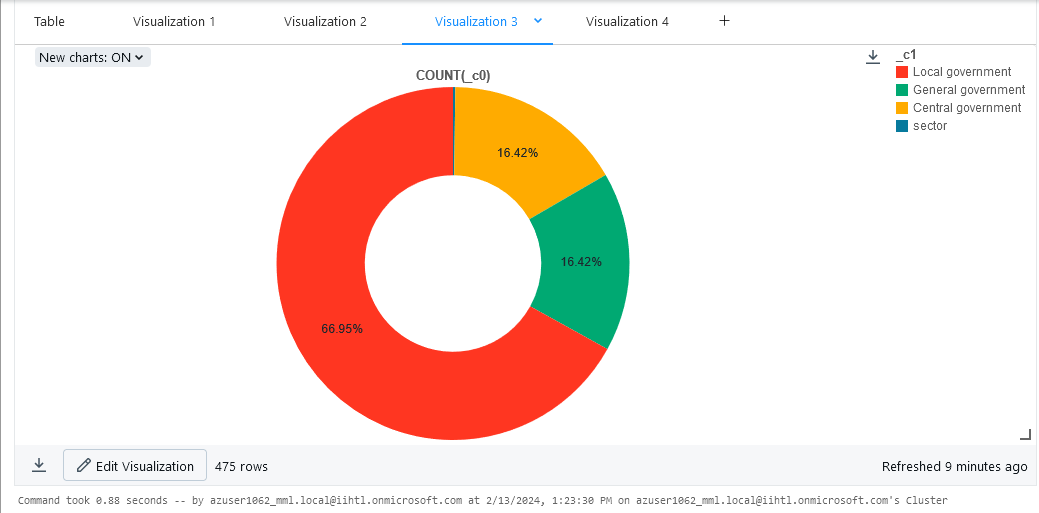 Table Visualization 1 Visualization 2 Visualization 3 Visualization 4 +
New charts: ON
COUNT(_c0)
_c1
Local government
General government
Central government
sector
16.42%
16.42%
66.95%
Edit Visualization 475 rows Refreshed 9 minutes ago
Command took 0.88 seconds -- by azuser1062_mml.local@iihtl.onmicrosoft.com at 2/13/2024, 1:23:30 PM on azuser1062_mml.local@iihtl.onmicrosoft.com's Cluster